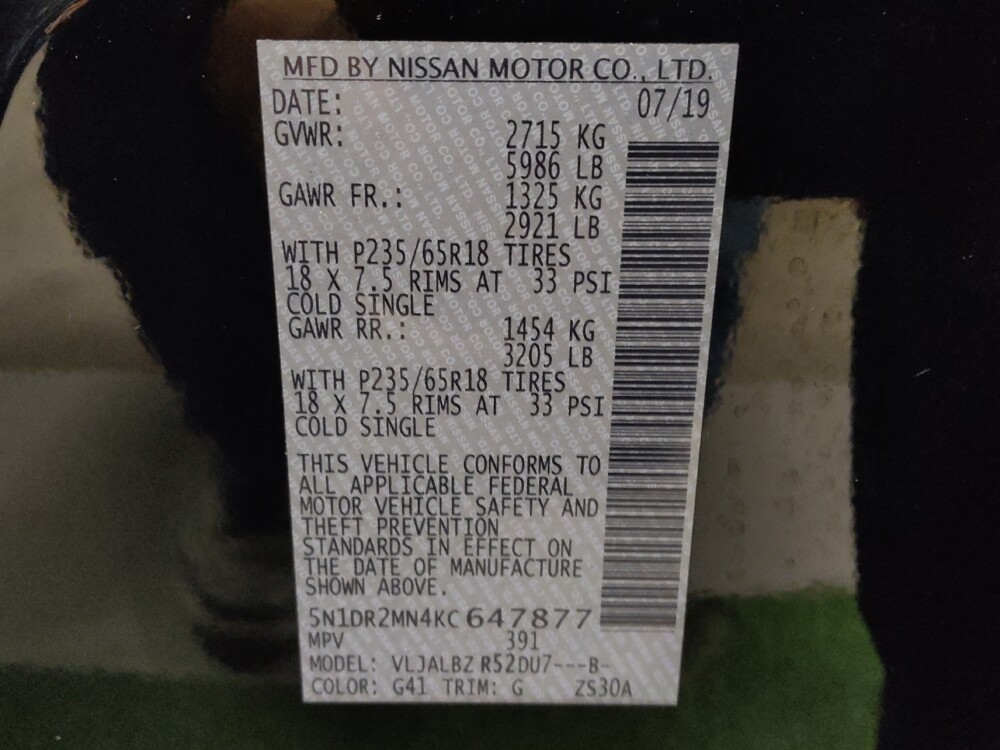 MFD BY NISSAN MOTOR CO., LTD.
DATE: 07/19
GVWR: 2715 KG
5986 LB
GAWR FR.: 1325 KG
2921 LB
WITH P235/65R18 TIRES
18 X 7.5 RIMS AT 33 PSI
COLD SINGLE
GAWR RR.: 1454 KG
3205 LB
WITH P235/65R18 TIRES
18 X 7.5 RIMS AT 33 PSI
COLD SINGLE
THIS VEHICLE CONFORMS TO
ALL APPLICABLE FEDERAL
MOTOR VEHICLE SAFETY AND
THEFT PREVENTION
STANDARDS IN EFFECT ON
THE DATE OF MANUFACTURE
SHOWN ABOVE.
5N1DR2MN4KC647877
MPV 391
MODEL: VLJALBZ R52DU7---B-
COLOR: G41 TRIM: G ZS30A